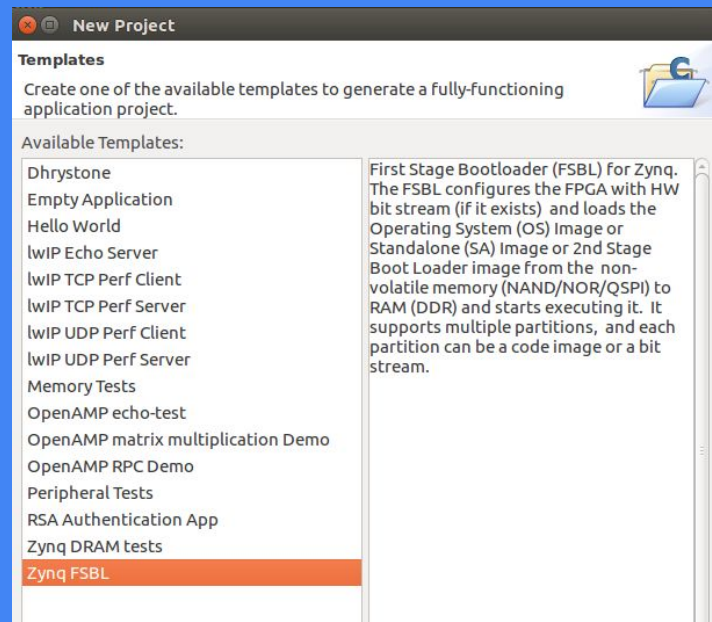 New Project
Templates
Create one of the available templates to generate a fully-functioning
application project.
Available Templates:
Dhrystone
Empty Application
Hello World
lwIP Echo Server
lwIP TCP Perf Client
lwIP TCP Perf Server
lwIP UDP Perf Client
lwIP UDP Perf Server
Memory Tests
OpenAMP echo-test
OpenAMP matrix multiplication Demo
OpenAMP RPC Demo
Peripheral Tests
RSA Authentication App
Zynq DRAM tests
Zynq FSBL
First Stage Bootloader (FSBL) for Zynq.
The FSBL configures the FPGA with HW
bit stream (if it exists) and loads the
Operating System (OS) Image or
Standalone (SA) Image or 2nd Stage
Boot Loader image from the non-
volatile memory (NAND/NOR/QSPI) to
RAM (DDR) and starts executing it. It
supports multiple partitions, and each
partition can be a code image or a bit
stream.